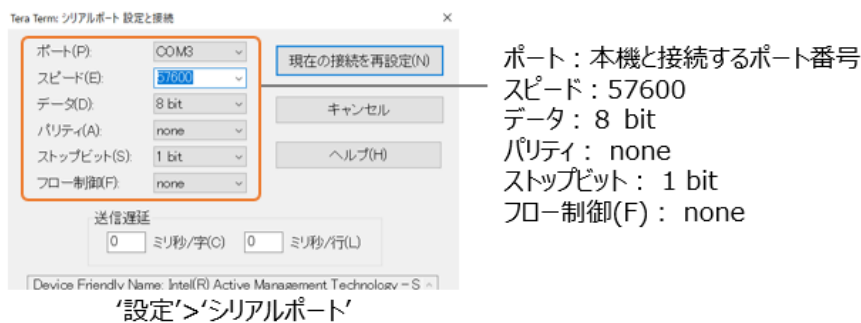 Tera Term: シリアルポート 設定と接続
ポート(P): COM3
スピード(E): 57600
データ(D): 8 bit
パリティ(A): none
ストップビット(S): 1 bit
フロー制御(F): none
現在の接続を再設定(N)
キャンセル
ヘルプ(H)
送信遅延
0 ミリ秒/字(C) 0 ミリ秒/行(L)
Device Friendly Name: Intel(R) Active Management Technology - S
'設定'>'シリアルポート'
ポート：本機と接続するポート番号
スピード：57600
データ：8 bit
パリティ： none
ストップビット： 1 bit
フロー制御(F)： none